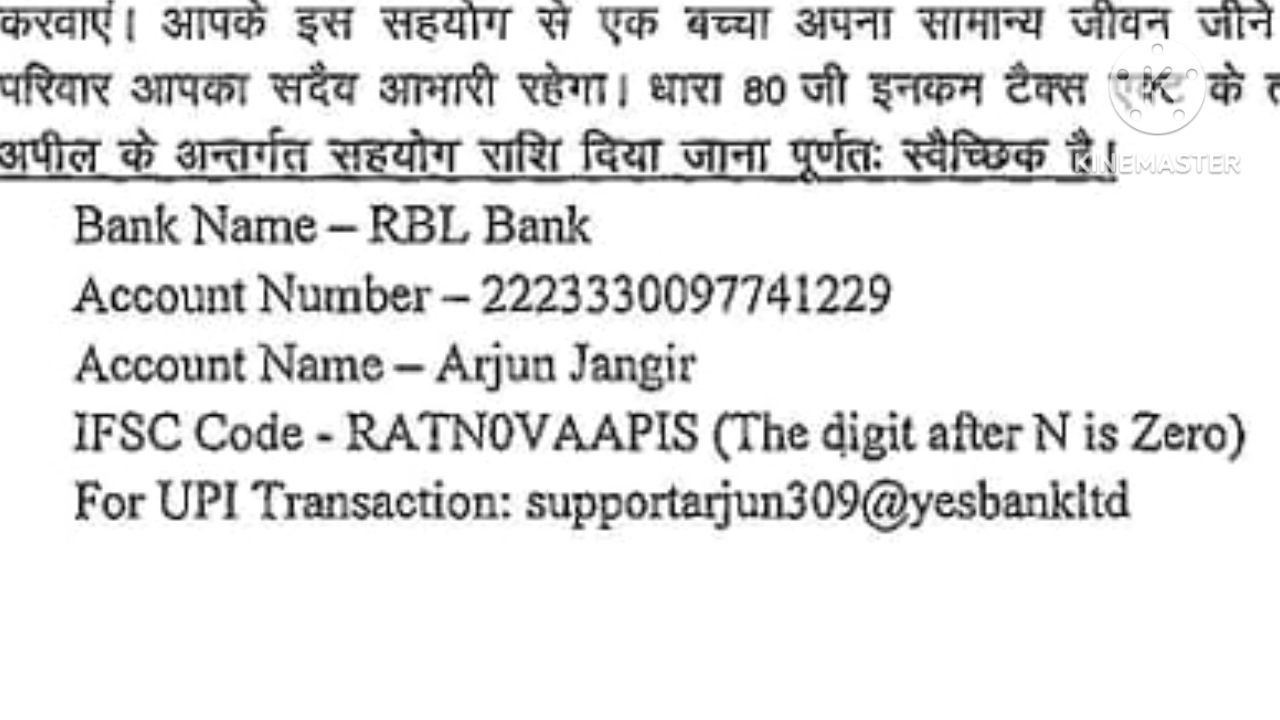 करवाएं। आपके इस सहयोग से एक बच्चा अपना सामान्य जीवन जीने
परिवार आपका सदैव आभारी रहेगा। धारा 80 जी इनकम टैक्स एक्ट के
अपील के अन्तर्गत सहयोग राशि दिया जाना पूर्णतः स्वैच्छिक है।
KINEMASTER
Bank Name – RBL Bank
Account Number – 2223330097741229
Account Name – Arjun Jangir
IFSC Code - RATN0VAAPIS (The digit after N is Zero)
For UPI Transaction: supportarjun309@yesbankltd